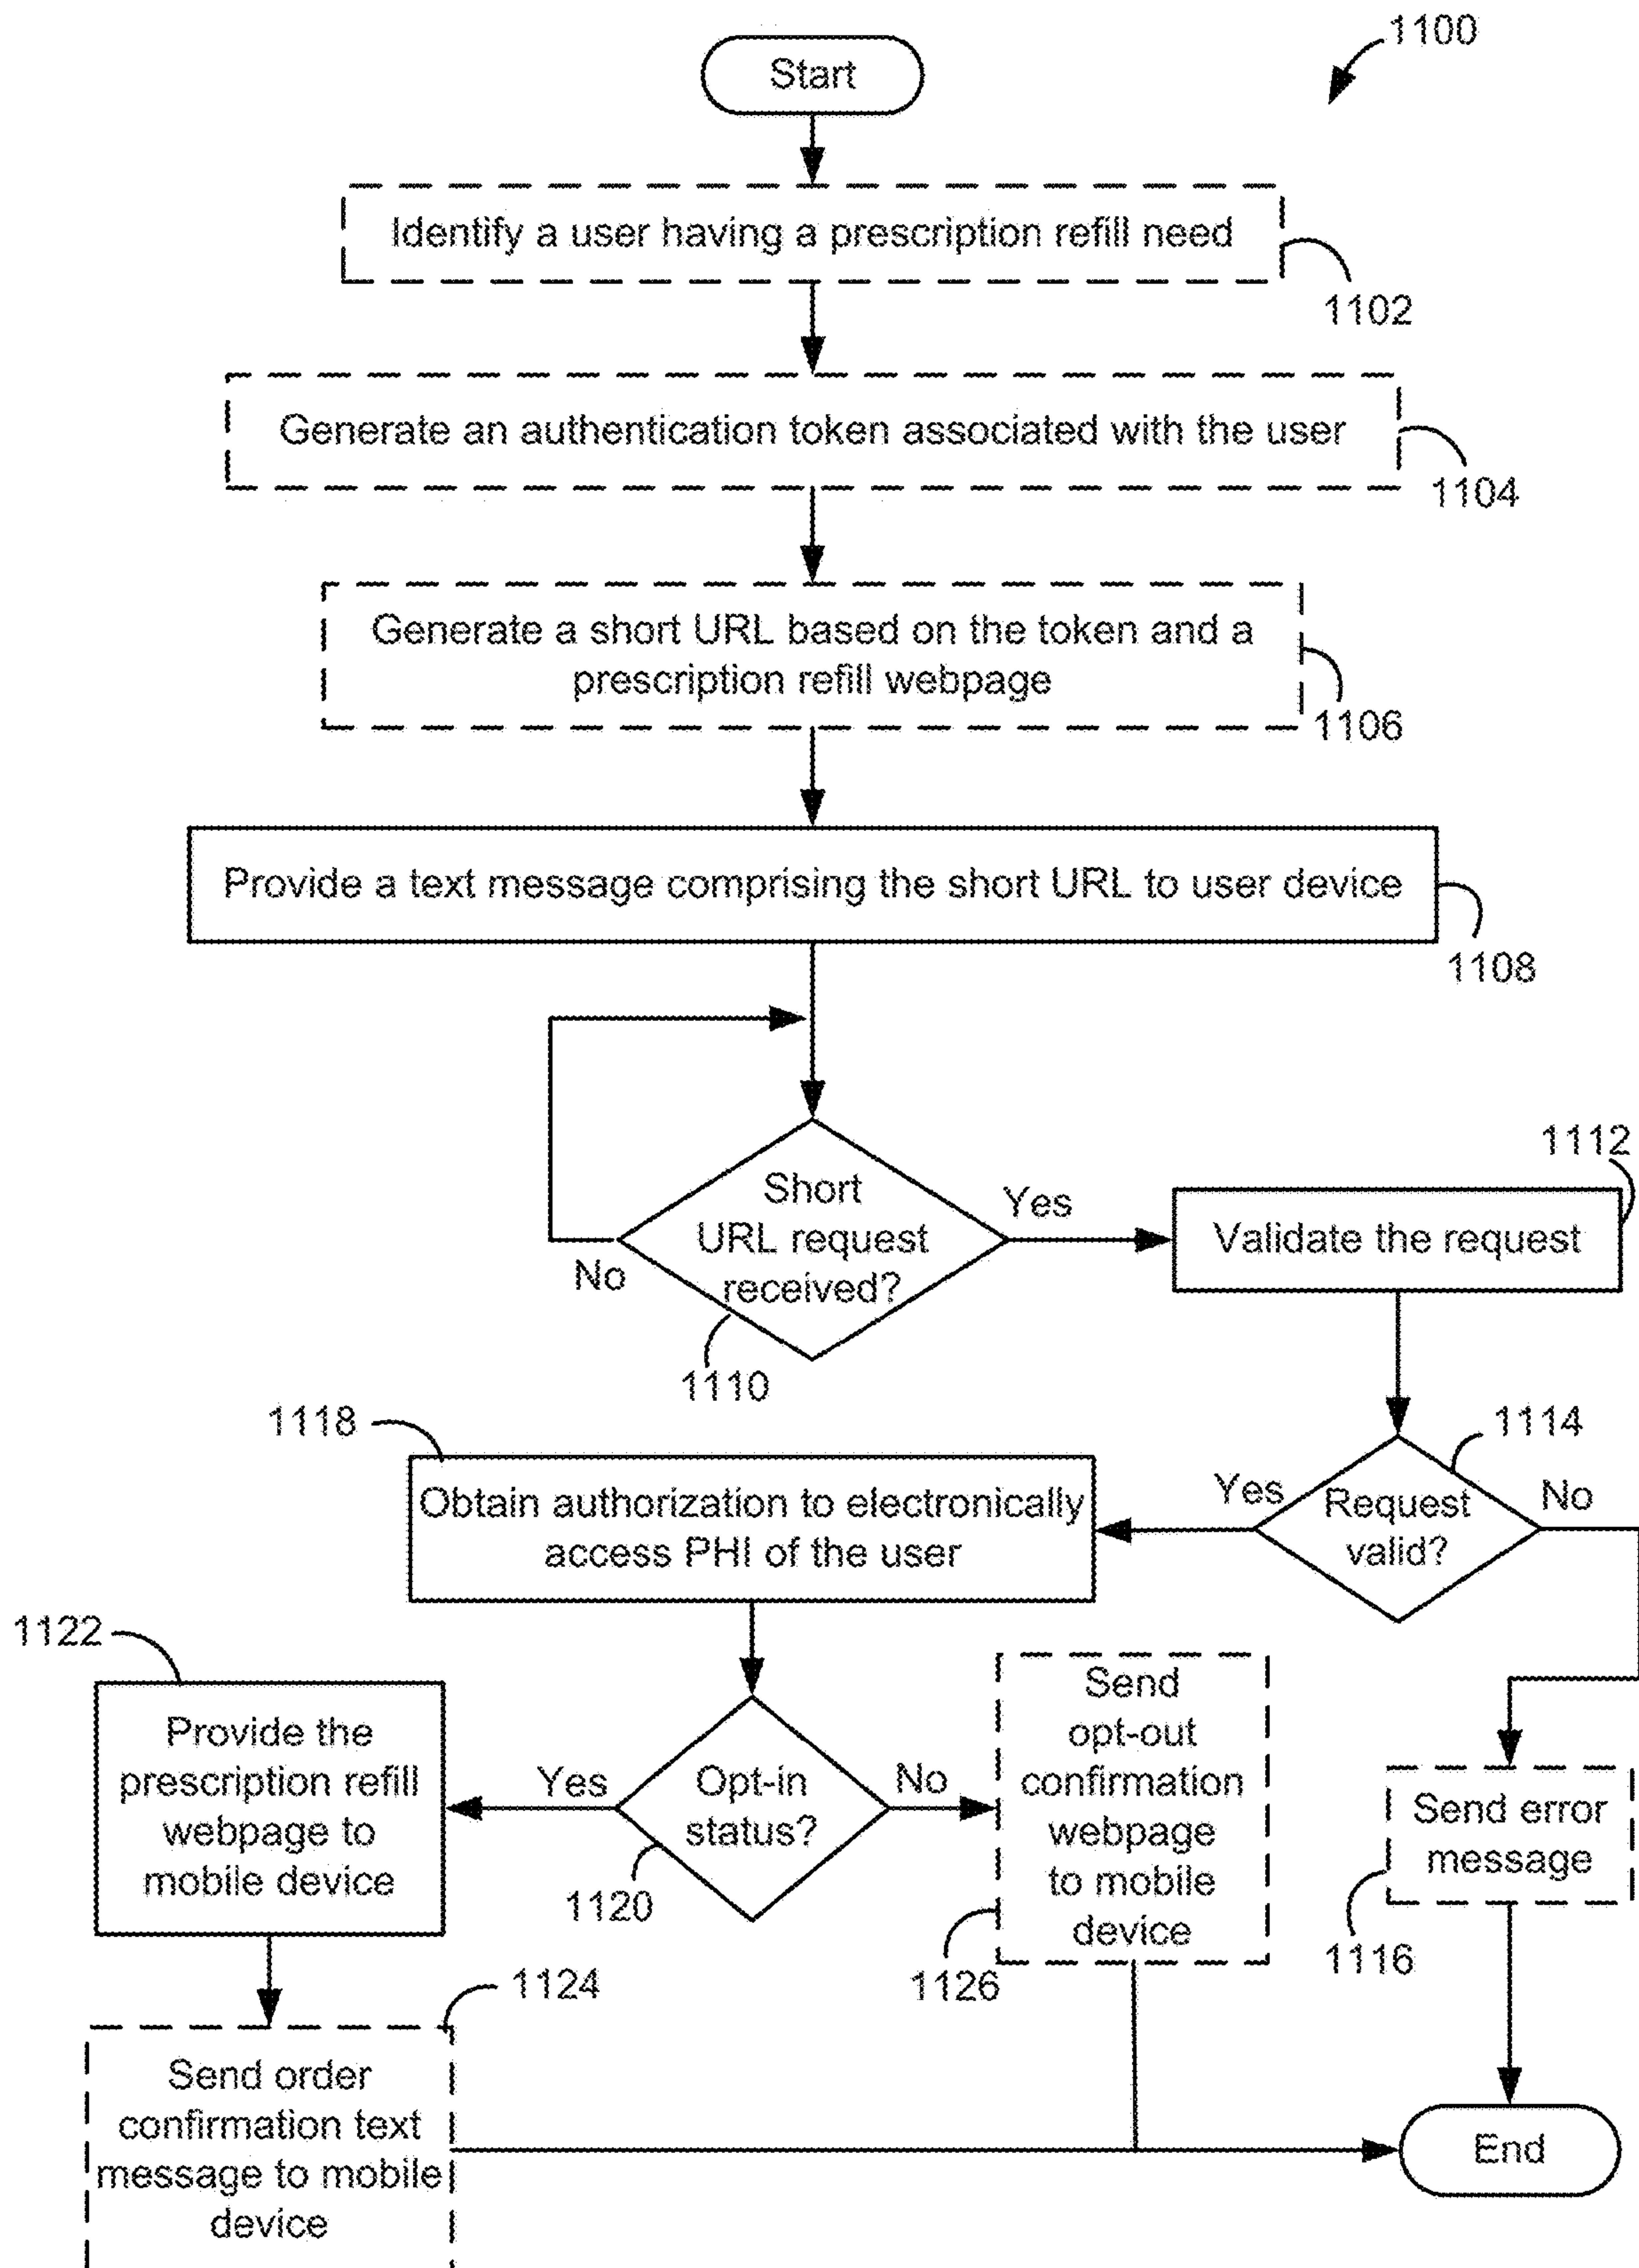 1100
Start
Identify a user having a prescription refill need
1102
Generate an authentication token associated with the user
1104
Generate a short URL based on the token and a
prescription refill webpage
1106
Provide a text message comprising the short URL to user device
1108
Short
URL request
received?
Yes
No
1110
1112
Validate the request
1114
Request
valid?
Yes
No
1118
Obtain authorization to electronically
access PHI of the user
1122
Provide the
prescription refill
webpage to
mobile device
Yes
Opt-in
status?
No
1120
Send
opt-out
confirmation
webpage
to mobile
device
1126
Send error
message
1116
1124
Send order
confirmation text
message to mobile
device
End